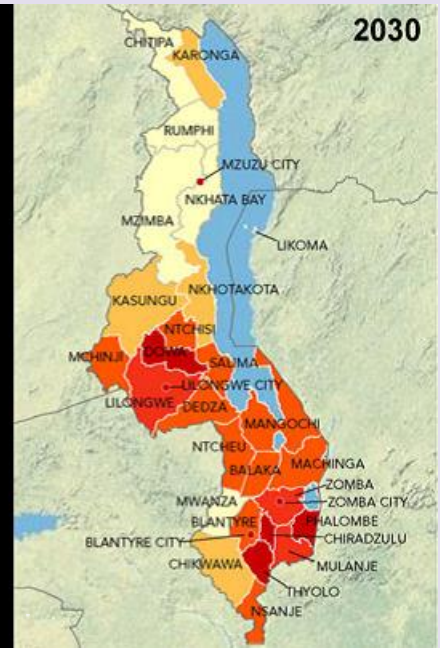 2030
CHITIPA
KARONGA
RUMPHI
MZUZU CITY
NKHATA BAY
MZIMBA
LIKOMA
NKHOTAKOTA
KASUNGU
NTCHISI
DOWA
MCHINJI
SALIMA
LILONGWE CITY
LILONGWE
DEDZA
MANGOCHI
NTCHEU
MACHINGA
BALAKA
ZOMBA
MWANZA
ZOMBA CITY
BLANTYRE
PHALOMBE
BLANTYRE CITY
CHIRADZULU
CHIKWAWA
MULANJE
THYOLO
NSANJE